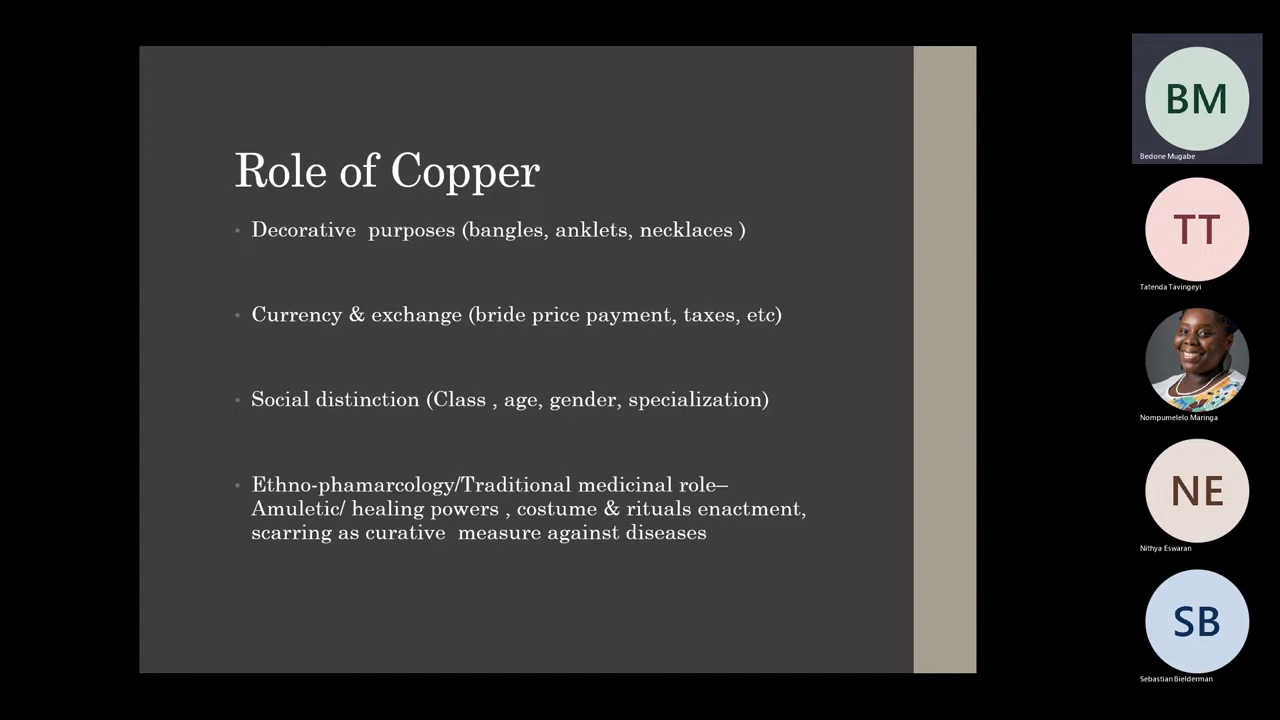 Role of Copper
• Decorative  purposes (bangles, anklets, necklaces )
• Currency & exchange (bride price payment, taxes, etc)
• Social distinction (Class , age, gender, specialization)
• Ethno-phamarcology/Traditional medicinal role–
Amuletic/ healing powers , costume & rituals enactment,
scarring as curative  measure against diseases
BM
Bedone Mugabe
TT
Tatenda Tavingeyi
Nompumelelo Maringa
NE
Nithya Eswaran
SB
Sebastian Bielderman